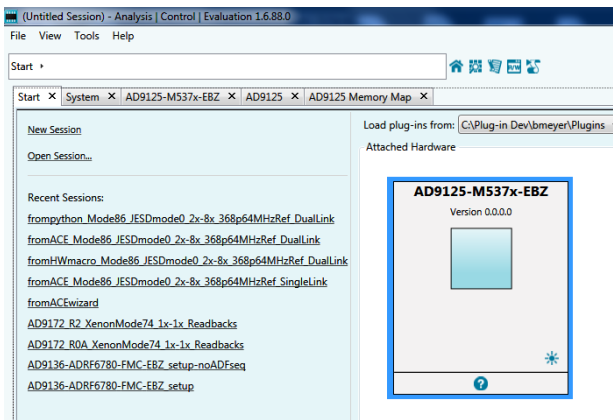 (Untitled Session) - Analysis | Control | Evaluation 1.6.88.0
File View Tools Help
Start
Start System AD9125-M537x-EBZ AD9125 AD9125 Memory Map
New Session
Open Session...
Recent Sessions:
frompython_Mode86_JESDmode0_2x-8x_368p64MHzRef_DualLink
fromACE_Mode86_JESDmode0_2x-8x_368p64MHzRef_DualLink
fromHWmacro_Mode86_JESDmode0_2x-8x_368p64MHzRef_DualLink
fromACE_Mode86_JESDmode0_2x-8x_368p64MHzRef_SingleLink
fromACEwizard
AD9172_R2_XenonMode74_1x-1x_Readbacks
AD9172_R0A_XenonMode74_1x-1x_Readbacks
AD9136-ADRF6780-FMC-EBZ_setup-noADFseq
AD9136-ADRF6780-FMC-EBZ_setup
Load plug-ins from: C:\Plug-in Dev\bmeyer\Plugins
Attached Hardware
AD9125-M537x-EBZ
Version 0.0.0.0
?